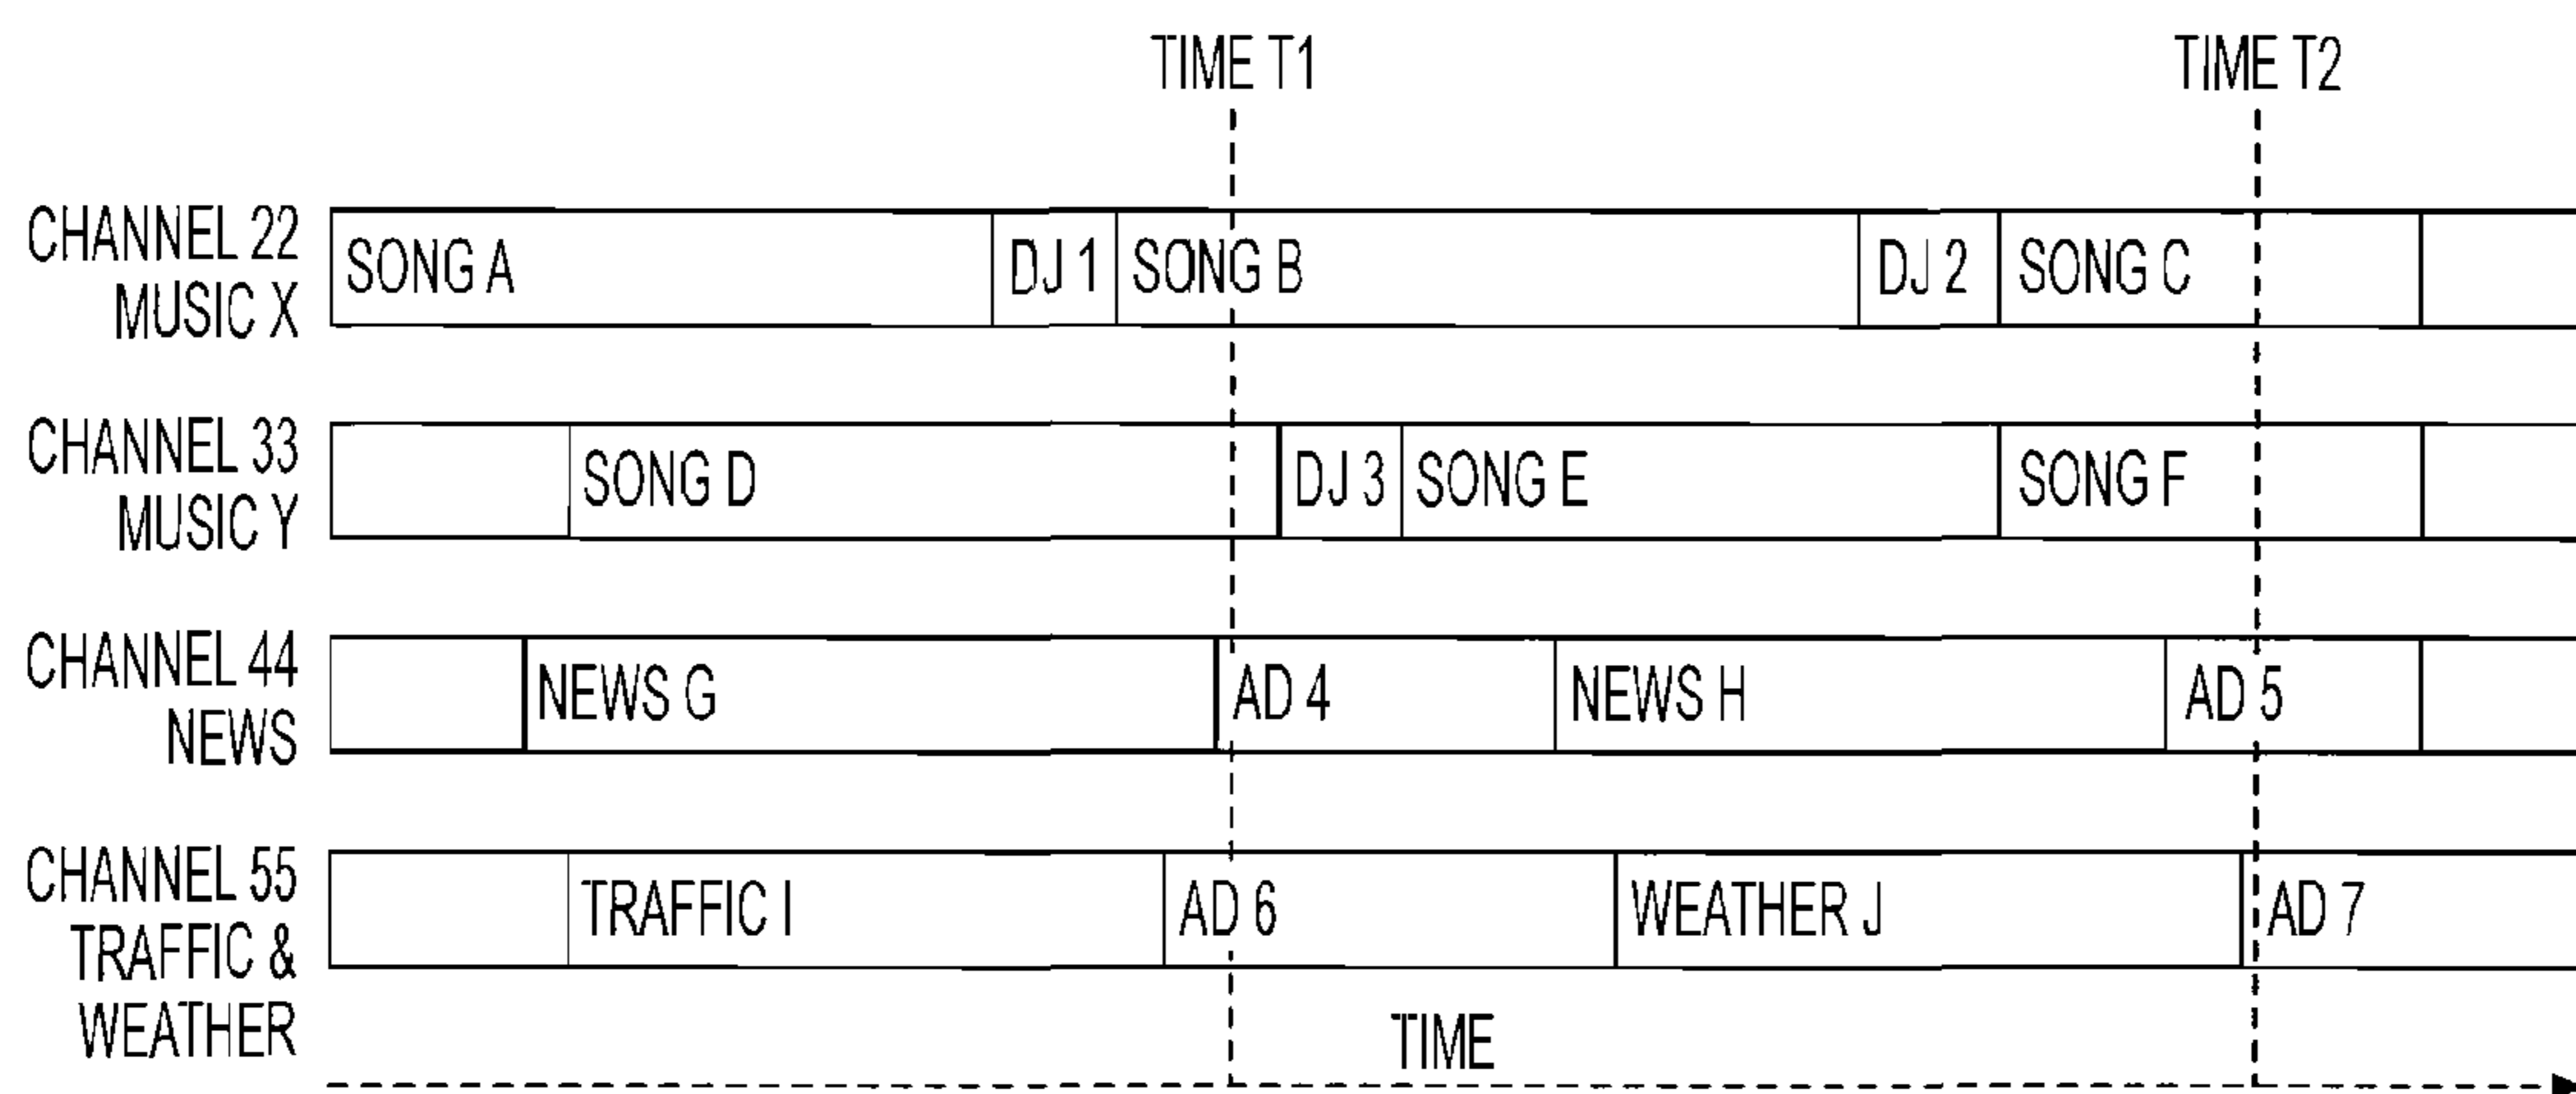 TIME T1
TIME T2
CHANNEL 22
MUSIC X
SONG A
DJ 1
SONG B
DJ 2
SONG C
CHANNEL 33
MUSIC Y
SONG D
DJ 3
SONG E
SONG F
CHANNEL 44
NEWS
NEWS G
AD 4
NEWS H
AD 5
CHANNEL 55
TRAFFIC &
WEATHER
TRAFFIC I
AD 6
WEATHER J
AD 7
TIME